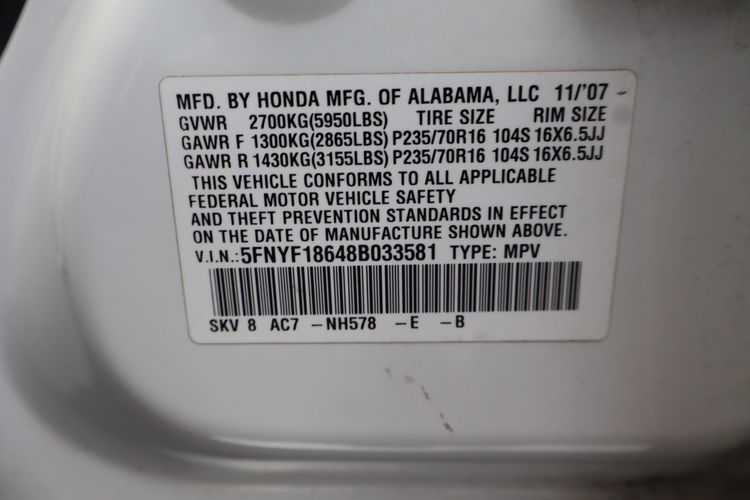 MFD. BY HONDA MFG. OF ALABAMA, LLC 11/'07
GVWR 2700KG(5950LBS) TIRE SIZE RIM SIZE
GAWR F 1300KG(2865LBS) P235/70R16 104S 16X6.5JJ
GAWR R 1430KG(3155LBS) P235/70R16 104S 16X6.5JJ
THIS VEHICLE CONFORMS TO ALL APPLICABLE
FEDERAL MOTOR VEHICLE SAFETY
AND THEFT PREVENTION STANDARDS IN EFFECT
ON THE DATE OF MANUFACTURE SHOWN ABOVE.
V.I.N.:5FNYF18648B033581 TYPE: MPV
SKV 8 AC7 -NH578 -E -B